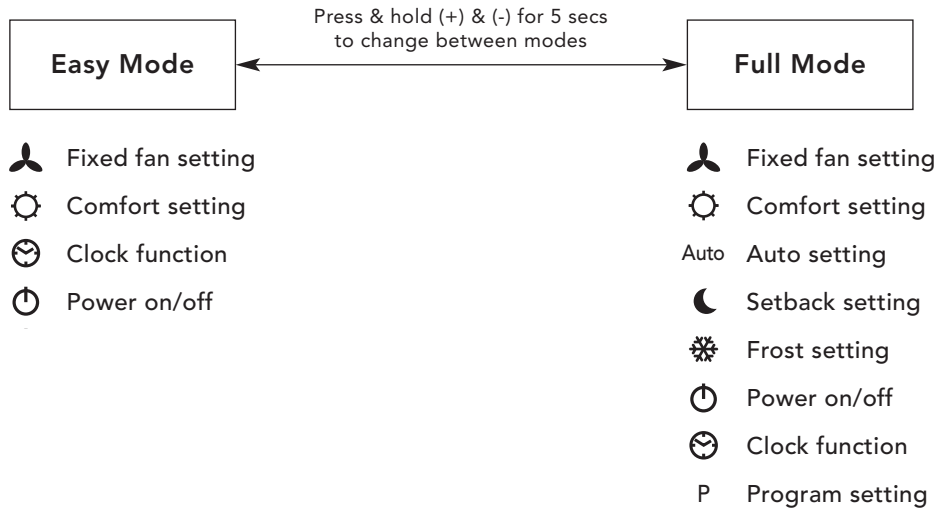 Press & hold (+) & (-) for 5 secs
to change between modes
Easy Mode
Full Mode
Fixed fan setting
Comfort setting
Clock function
Power on/off
Fixed fan setting
Comfort setting
Auto Auto setting
Setback setting
Frost setting
Power on/off
Clock function
P Program setting